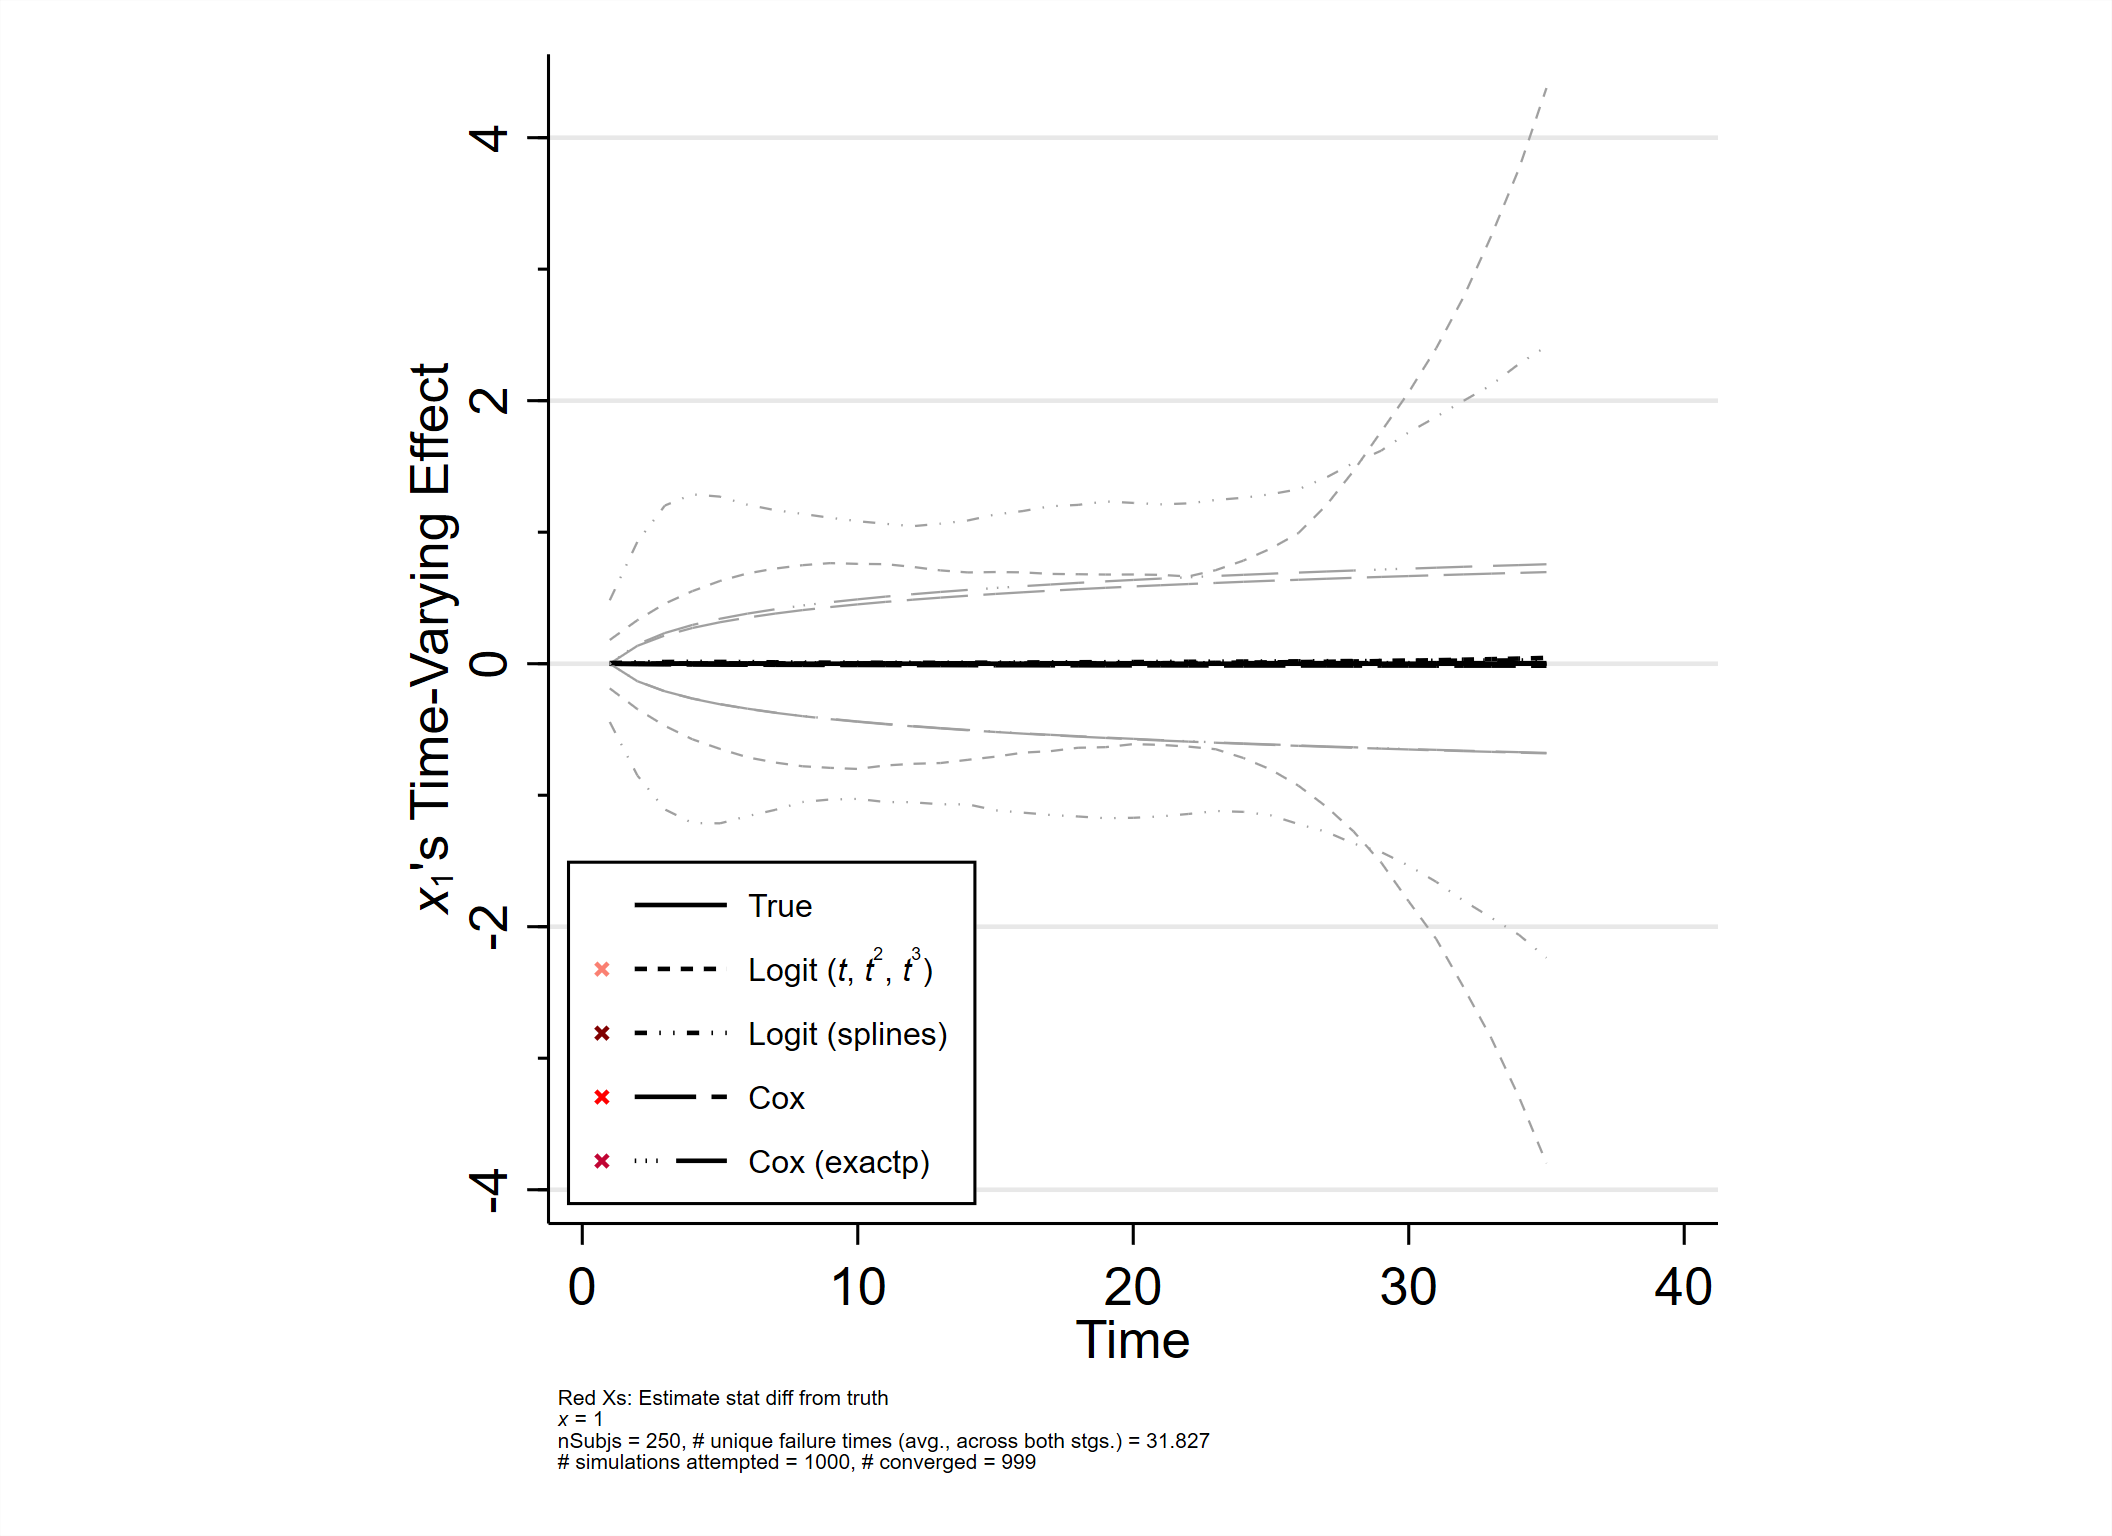 x1's Time-Varying Effect
4
2
0
-2
-4
True
Logit (t, t2, t3)
Logit (splines)
Cox
Cox (exactp)
0 10 20 30 40
Time
Red Xs: Estimate stat diff from truth
x = 1
nSubjs = 250, # unique failure times (avg., across both stgs.) = 31.827
# simulations attempted = 1000, # converged = 999